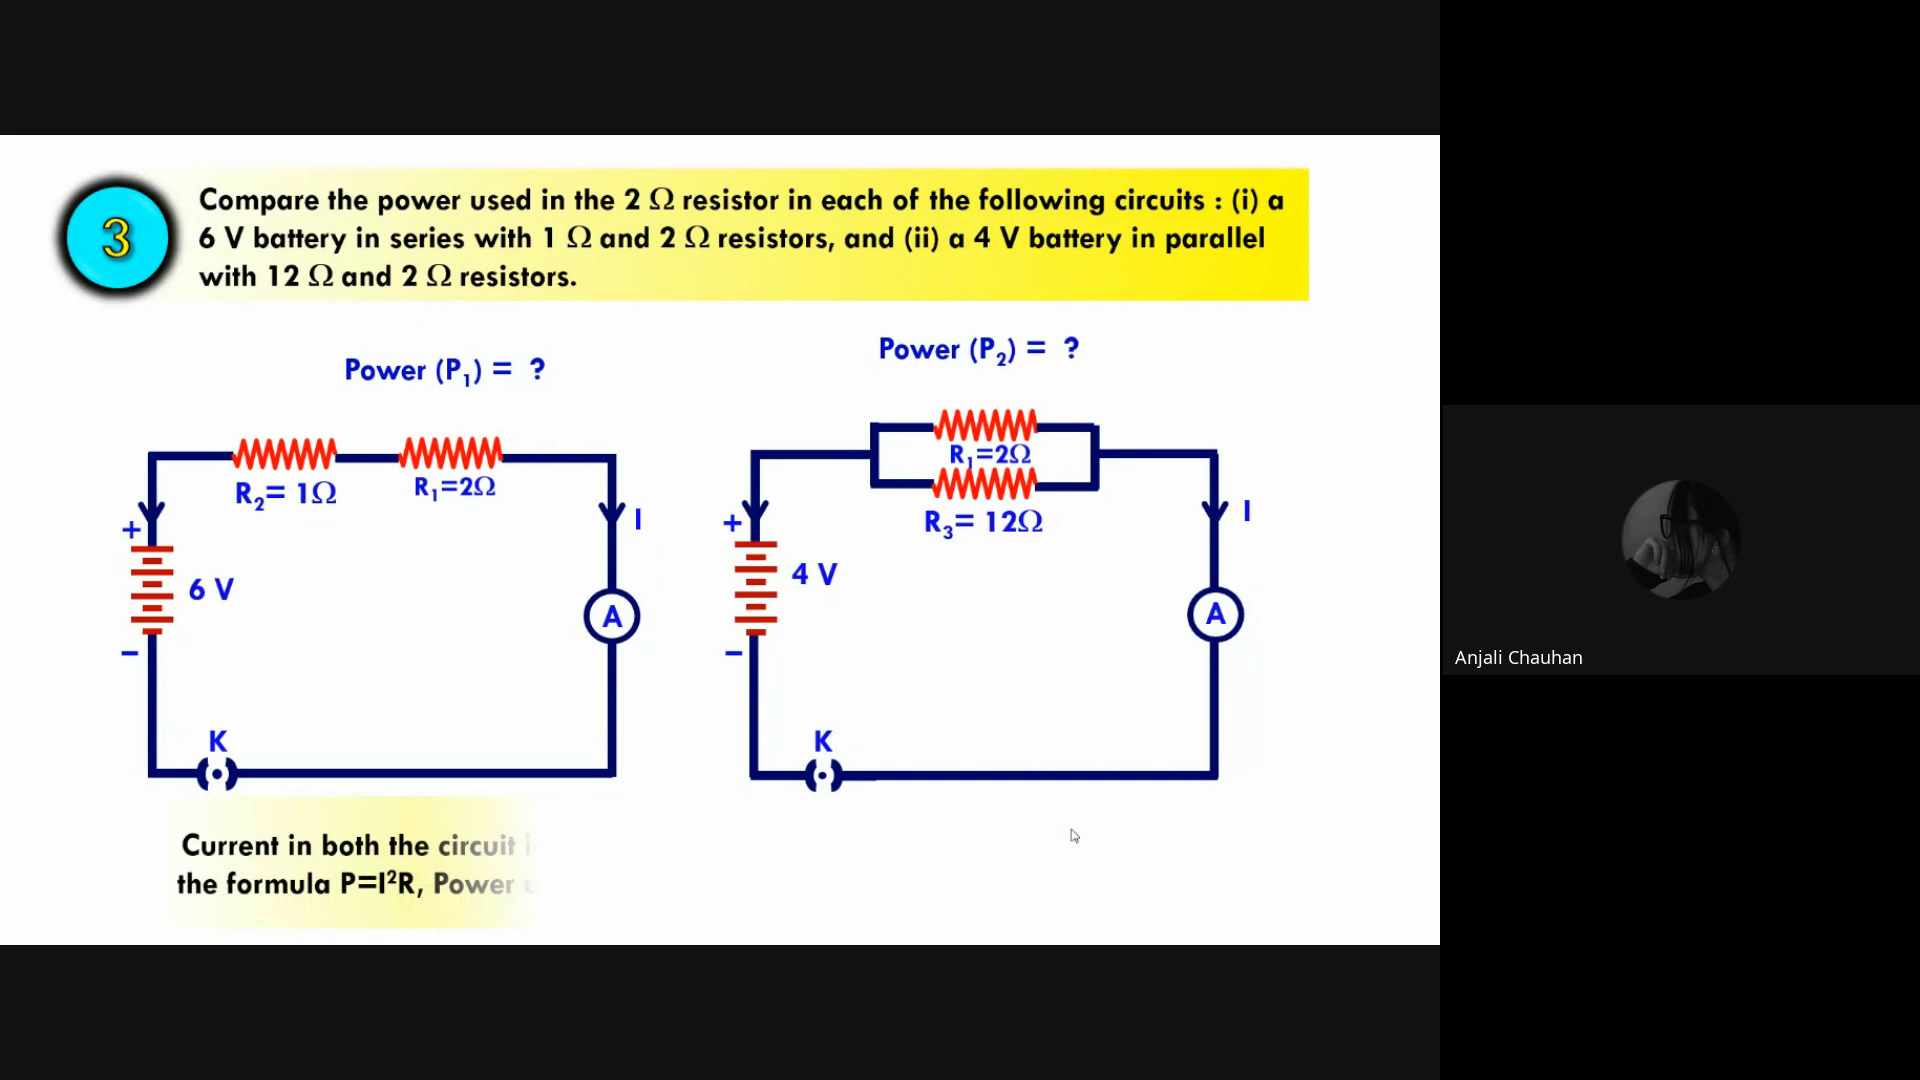 3
Compare the power used in the 2 Ω resistor in each of the following circuits : (i) a
6 V battery in series with 1 Ω and 2 Ω resistors, and (ii) a 4 V battery in parallel
with 12 Ω and 2 Ω resistors.
Power (P₁) = ?
R₂= 1Ω
R₁=2Ω
+
6 V
–
I
A
K
Power (P₂) = ?
R₁=2Ω
R₃= 12Ω
+
4 V
–
I
A
K
Current in both the circuit
the formula P=I²R, Power
Anjali Chauhan